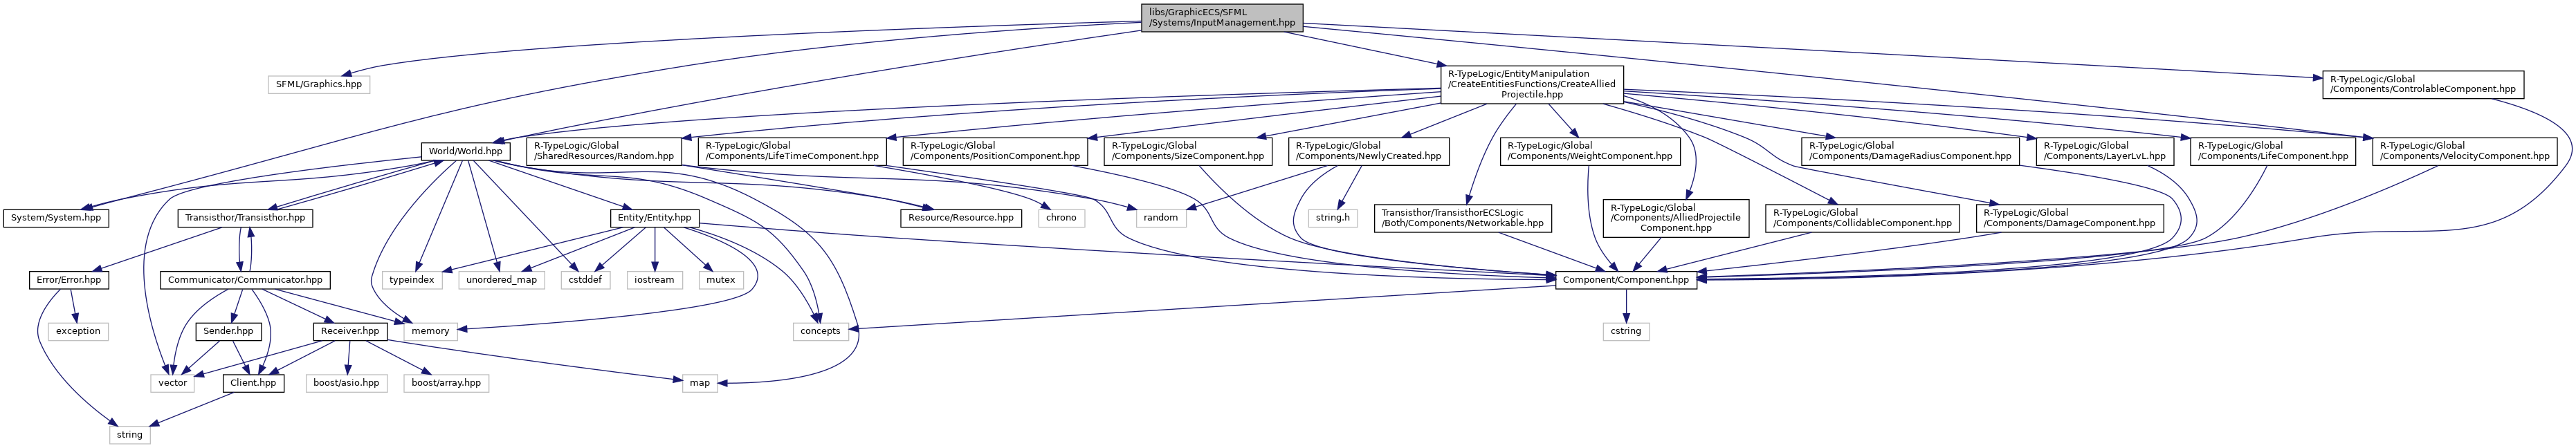 libs/GraphicECS/SFML
/Systems/InputManagement.hpp
SFML/Graphics.hpp
R-TypeLogic/EntityManipulation
/CreateEntitiesFunctions/CreateAllied
Projectile.hpp
R-TypeLogic/Global
/Components/ControlableComponent.hpp
World/World.hpp
R-TypeLogic/Global
/SharedResources/Random.hpp
R-TypeLogic/Global
/Components/LifeTimeComponent.hpp
R-TypeLogic/Global
/Components/PositionComponent.hpp
R-TypeLogic/Global
/Components/SizeComponent.hpp
R-TypeLogic/Global
/Components/NewlyCreated.hpp
R-TypeLogic/Global
/Components/WeightComponent.hpp
R-TypeLogic/Global
/Components/DamageRadiusComponent.hpp
R-TypeLogic/Global
/Components/LayerLvL.hpp
R-TypeLogic/Global
/Components/LifeComponent.hpp
R-TypeLogic/Global
/Components/VelocityComponent.hpp
System/System.hpp
Transisthor/Transisthor.hpp
Entity/Entity.hpp
Resource/Resource.hpp
chrono
random
string.h
Transisthor/TransisthorECSLogic
/Both/Components/Networkable.hpp
R-TypeLogic/Global
/Components/AlliedProjectile
Component.hpp
R-TypeLogic/Global
/Components/CollidableComponent.hpp
R-TypeLogic/Global
/Components/DamageComponent.hpp
Error/Error.hpp
Communicator/Communicator.hpp
typeindex
unordered_map
cstddef
iostream
mutex
Component/Component.hpp
exception
Sender.hpp
Receiver.hpp
memory
concepts
cstring
vector
Client.hpp
boost/asio.hpp
boost/array.hpp
map
string